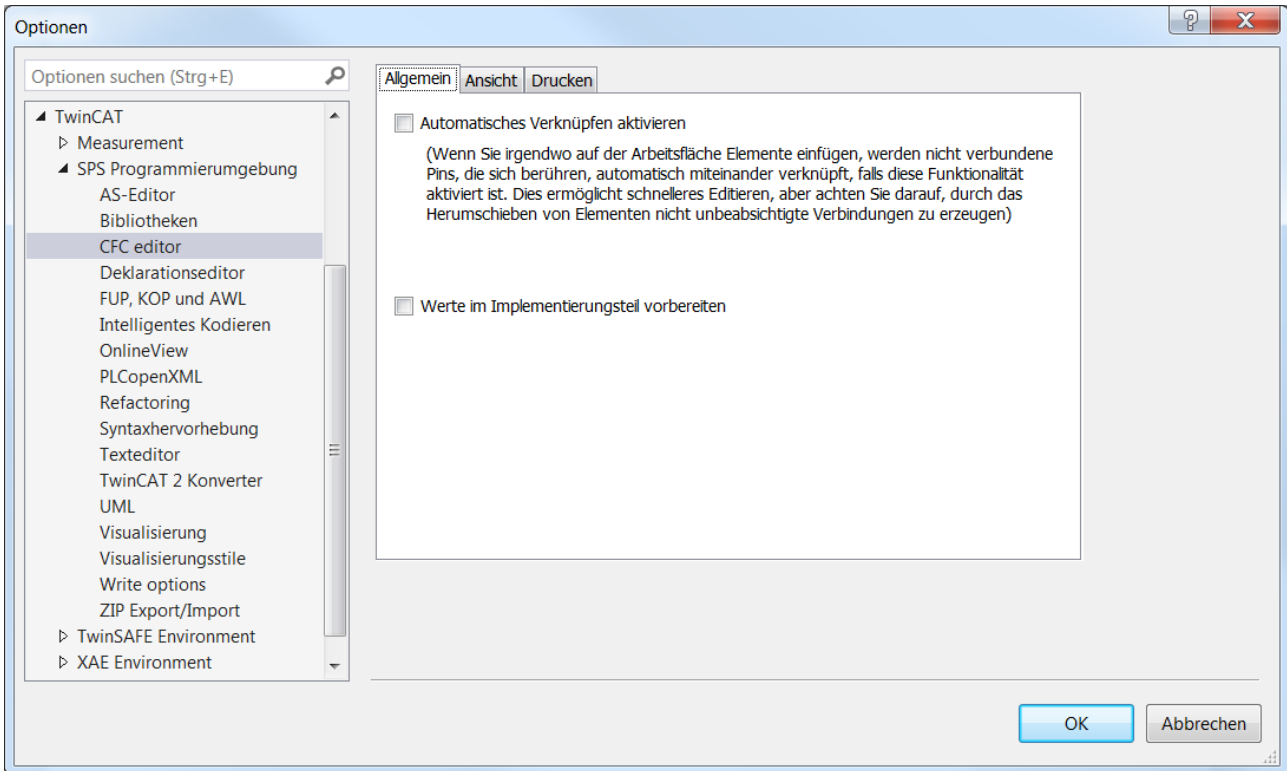 Optionen
Optionen suchen (Strg+E)
TwinCAT
Measurement
SPS Programmierumgebung
AS-Editor
Bibliotheken
CFC editor
Deklarationseditor
FUP, KOP und AWL
Intelligentes Kodieren
OnlineView
PLCopenXML
Refactoring
Syntaxhervorhebung
Texteditor
TwinCAT 2 Konverter
UML
Visualisierung
Visualisierungsstile
Write options
ZIP Export/Import
TwinSAFE Environment
XAE Environment
Allgemein Ansicht Drucken
Automatisches Verknüpfen aktivieren
(Wenn Sie irgendwo auf der Arbeitsfläche Elemente einfügen, werden nicht verbundene
Pins, die sich berühren, automatisch miteinander verknüpft, falls diese Funktionalität
aktiviert ist. Dies ermöglicht schnelleres Editieren, aber achten Sie darauf, durch das
Herumschieben von Elementen nicht unbeabsichtigte Verbindungen zu erzeugen)
Werte im Implementierungsteil vorbereiten
OK Abbrechen